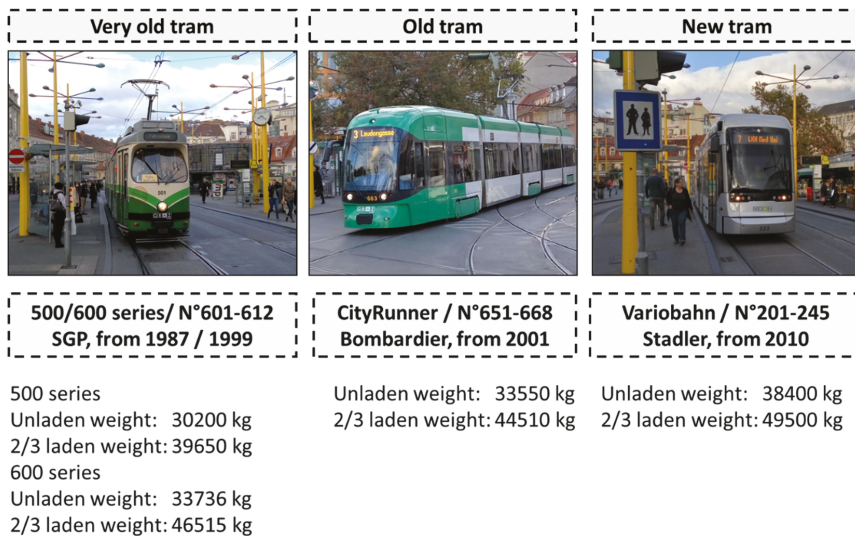 Very old tram
Old tram
New tram
501
3 Laudongasse
663
7 LKH Med Uni
233
500/600 series/ N°601-612
SGP, from 1987 / 1999
CityRunner / N°651-668
Bombardier, from 2001
Variobahn / N°201-245
Stadler, from 2010
500 series
Unladen weight: 30200 kg
2/3 laden weight: 39650 kg
600 series
Unladen weight: 33736 kg
2/3 laden weight: 46515 kg
Unladen weight: 33550 kg
2/3 laden weight: 44510 kg
Unladen weight: 38400 kg
2/3 laden weight: 49500 kg